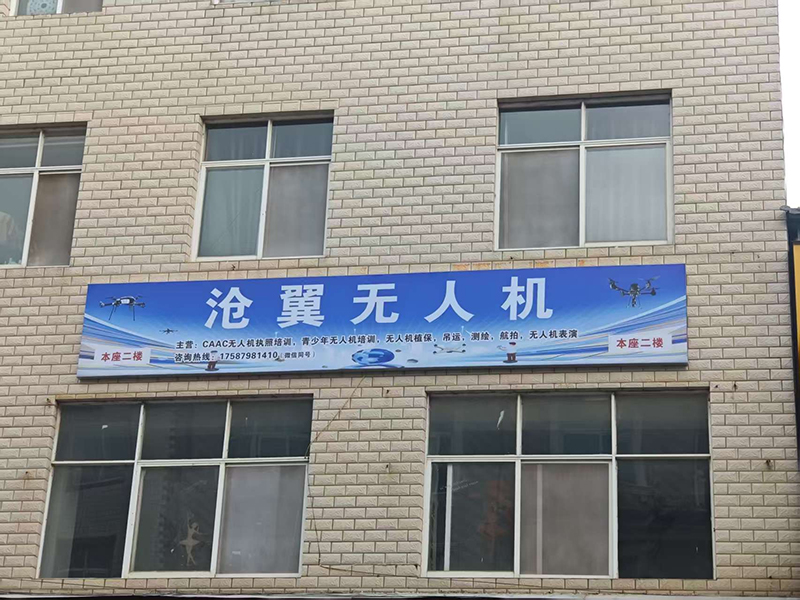 沧翼无人机
主营：CAAC无人机执照培训、青少年无人机培训、无人机植保、吊运、测绘、航拍、无人机表演
本座二楼
咨询热线：17587981410（微信同号）
本座二楼